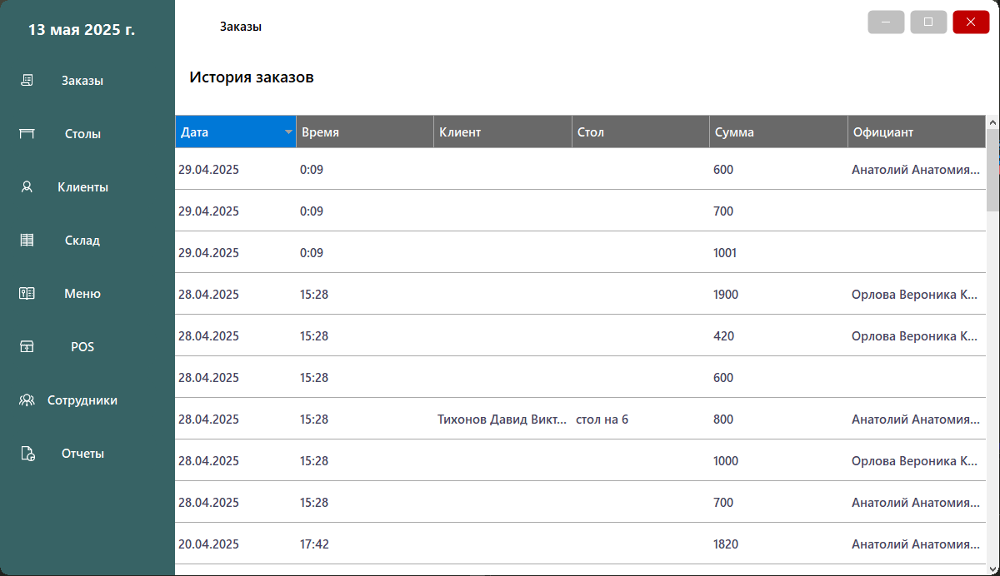 13 мая 2025 г.
Заказы
Столы
Клиенты
Склад
Меню
POS
Сотрудники
Отчеты
Заказы
История заказов
Дата Время Клиент Стол Сумма Официант
29.04.2025 0:09 600 Анатолий Анатомия...
29.04.2025 0:09 700
29.04.2025 0:09 1001
28.04.2025 15:28 1900 Орлова Вероника К...
28.04.2025 15:28 420 Орлова Вероника К...
28.04.2025 15:28 600
28.04.2025 15:28 Тихонов Давид Викт... стол на 6 800 Анатолий Анатомия...
28.04.2025 15:28 1000 Орлова Вероника К...
28.04.2025 15:28 700 Анатолий Анатомия...
20.04.2025 17:42 1820 Анатолий Анатомия...